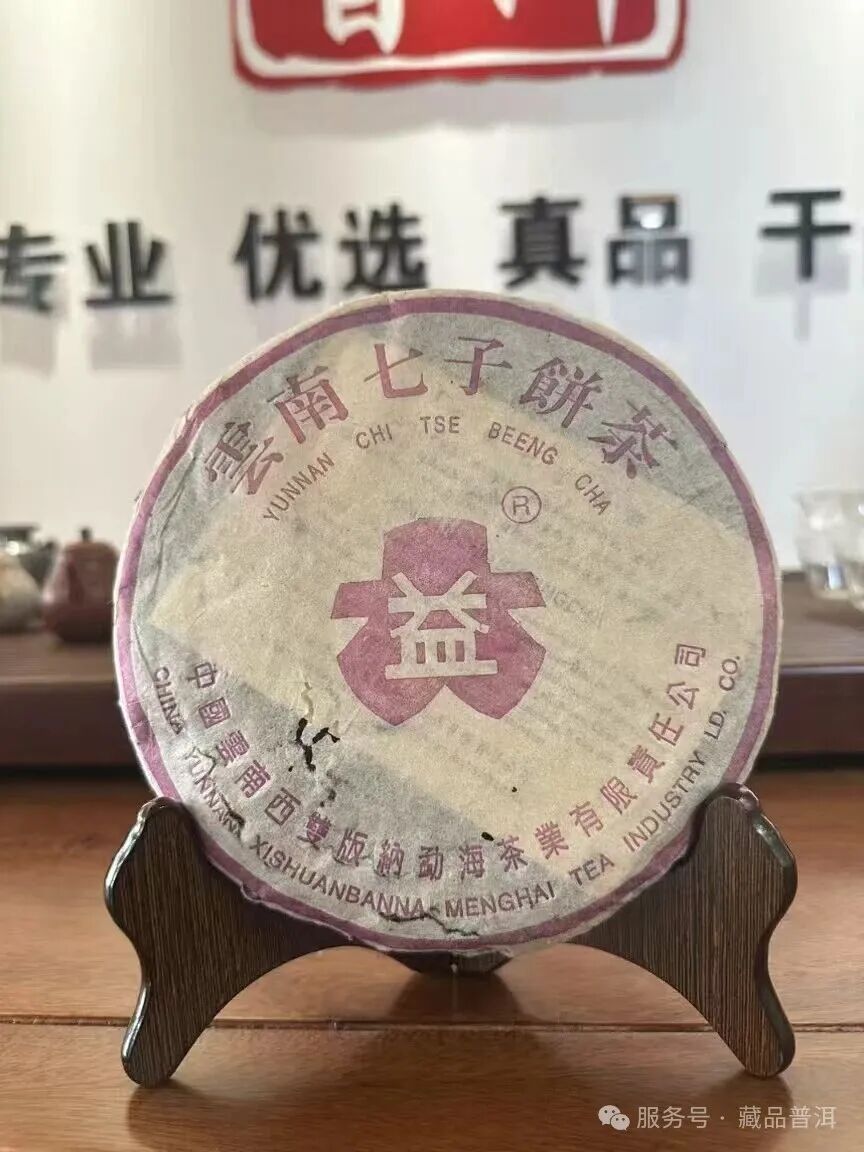 专业 优选 真品 干
雲南七子餅茶
YUNNAN CHI TSE BEENG CHA
®
益
中國雲南西雙版納勐海茶業有限責任公司
CHINA YUNNAN XISHUANBANNA MENGHAI TEA INDUSTRY LD. CO.
服务号 · 藏品普洱